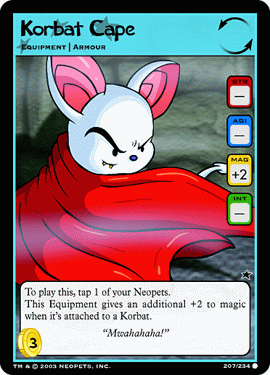 Korbat Cape
Equipment | Armour
STR
—
AGI
—
MAG
+2
INT
—
To play this, tap 1 of your Neopets.
This Equipment gives an additional +2 to magic
when it's attached to a Korbat.
"Mwahahaha!"
3
TM & © 2003 NEOPETS, INC.
207/234